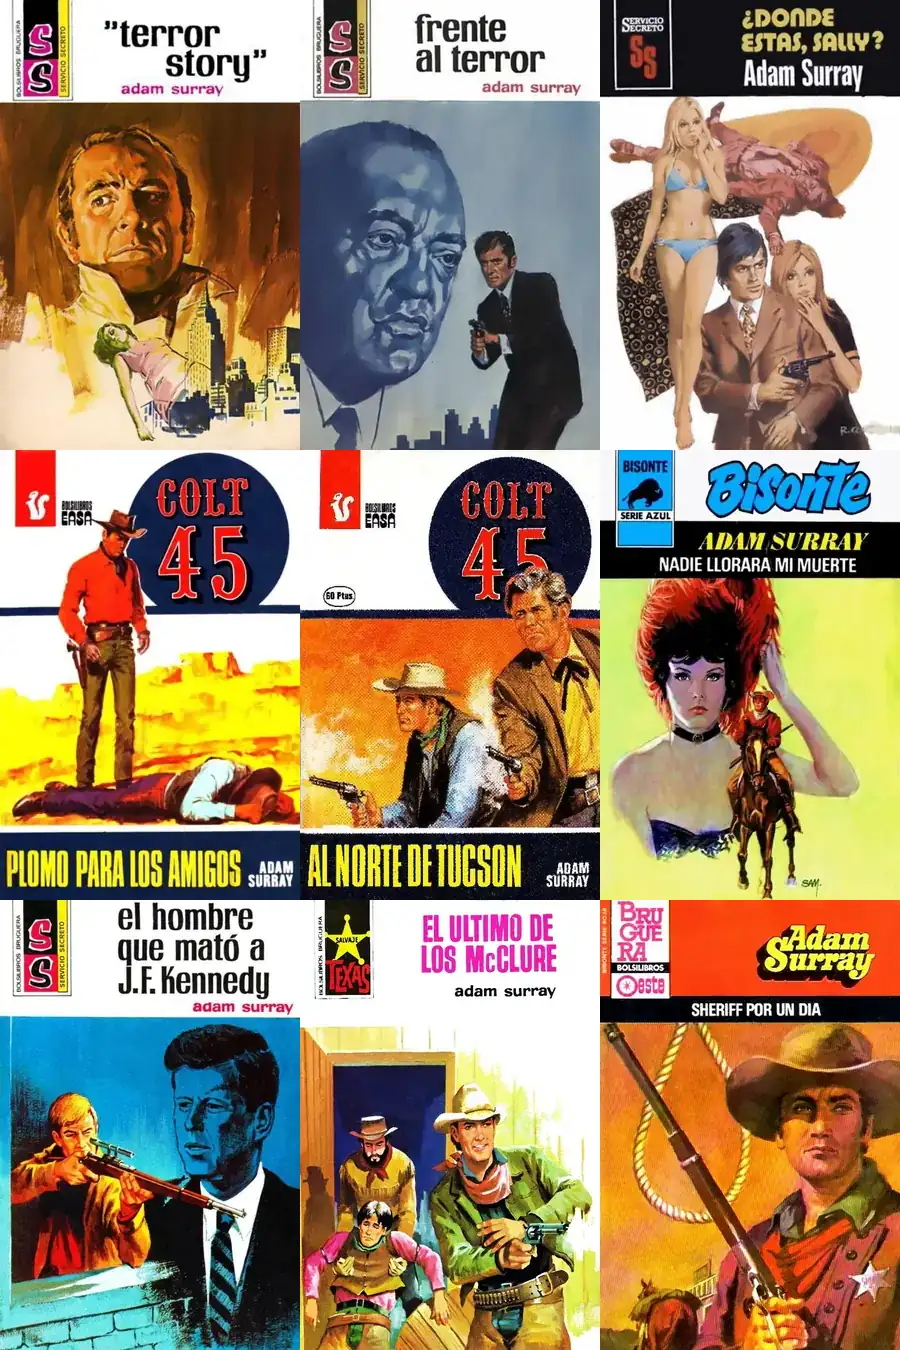 BOLSILIBROS BRUGUERA
SS
SERVICIO SECRETO
"terror
story"
adam surray
BOLSILIBROS BRUGUERA
SS
SERVICIO SECRETO
frente
al terror
adam surray
SERVICIO
SECRETO
SS
¿DONDE
ESTAS, SALLY?
Adam Surray
BOLSILIBROS
EASA
COLT
45
PLOMO PARA LOS AMIGOS
ADAM
SURRAY
BOLSILIBROS
EASA
COLT
45
60 Ptas
AL NORTE DE TUCSON
ADAM
SURRAY
BISONTE
SERIE AZUL
BISONTE
ADAM SURRAY
NADIE LLORARA MI MUERTE
SAM.
BOLSILIBROS BRUGUERA
SS
SERVICIO SECRETO
el hombre
que mató a
J.F. Kennedy
adam surray
BOLSILIBROS BRUGUERA
SALVAJE
TEXAS
EL ULTIMO DE
LOS McCLURE
adam surray
BRU
GUE
RA
BOLSILIBROS
Oeste
Adam
Surray
SHERIFF POR UN DIA